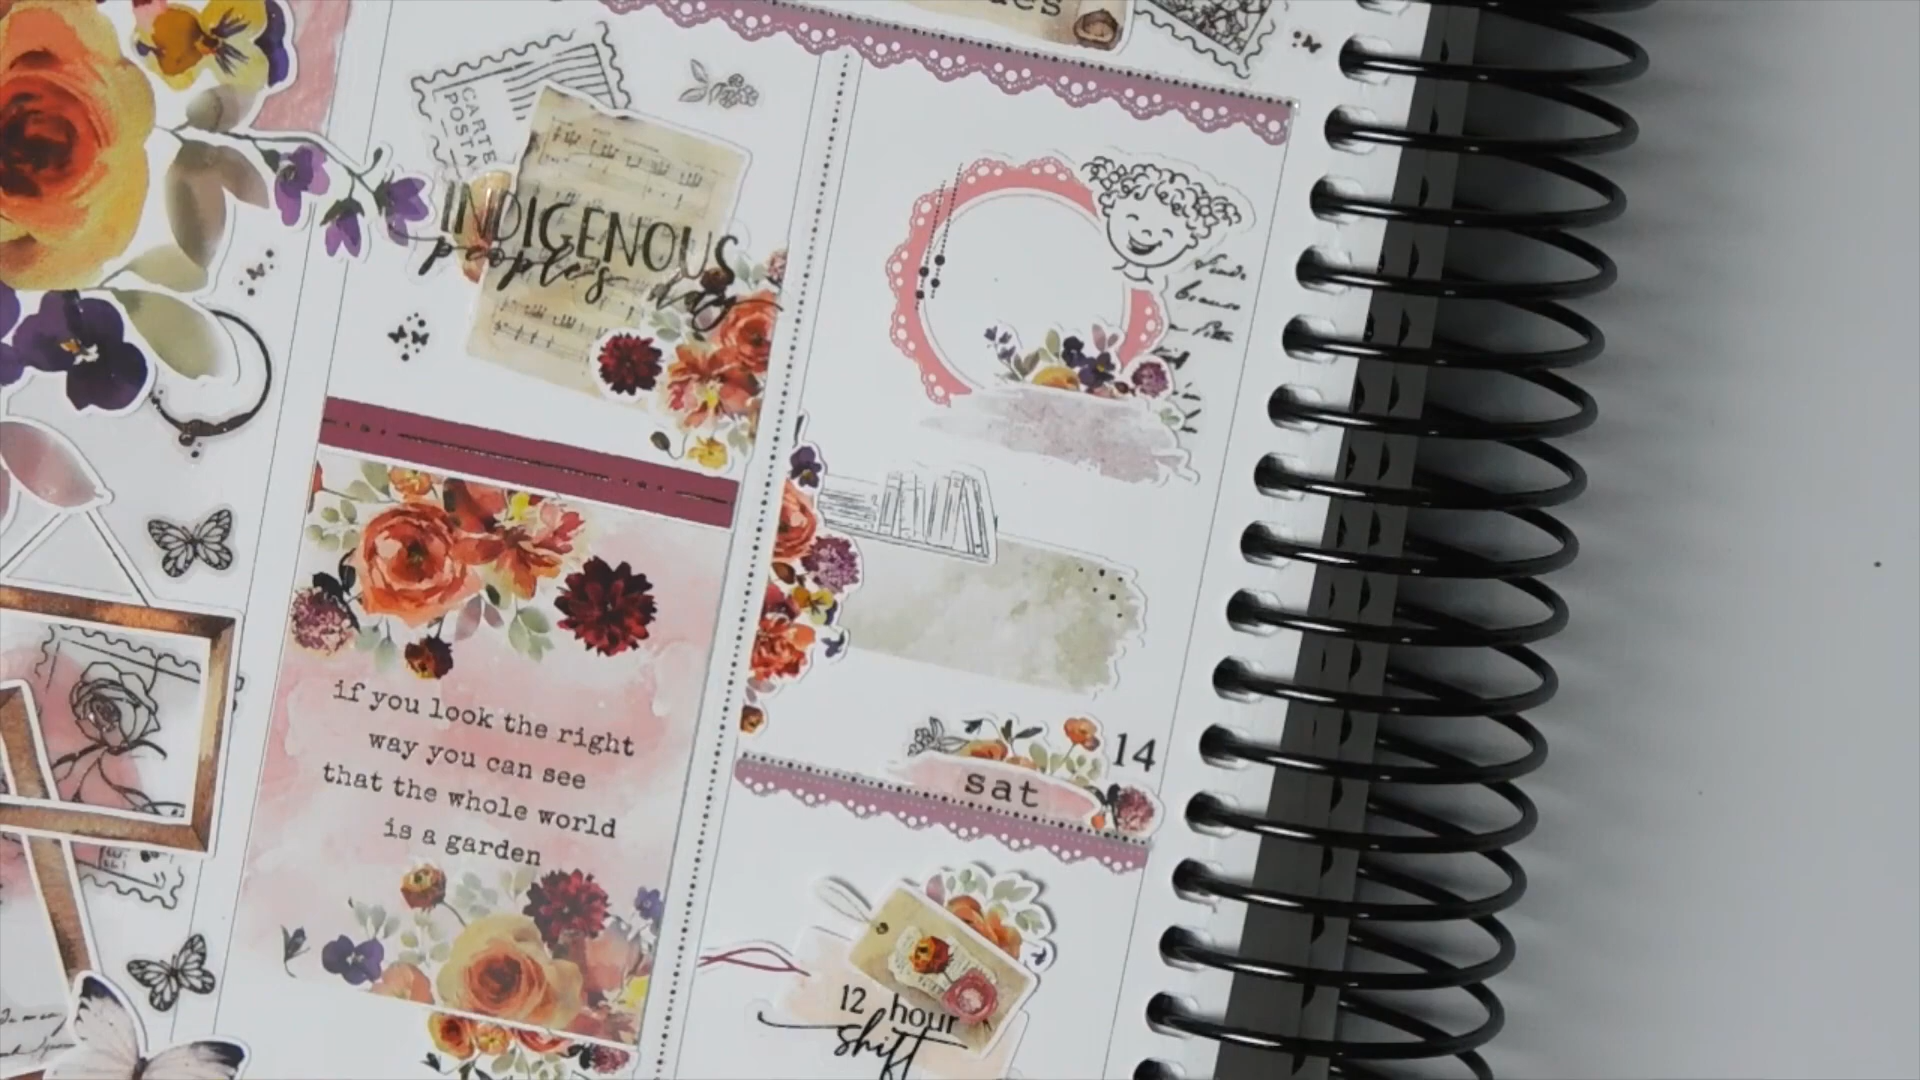 CARTE
POSTA
INDIGENOUS
peoples day
if you look the right
way you can see
that the whole world
is a garden
14
sat
12 hour
shift